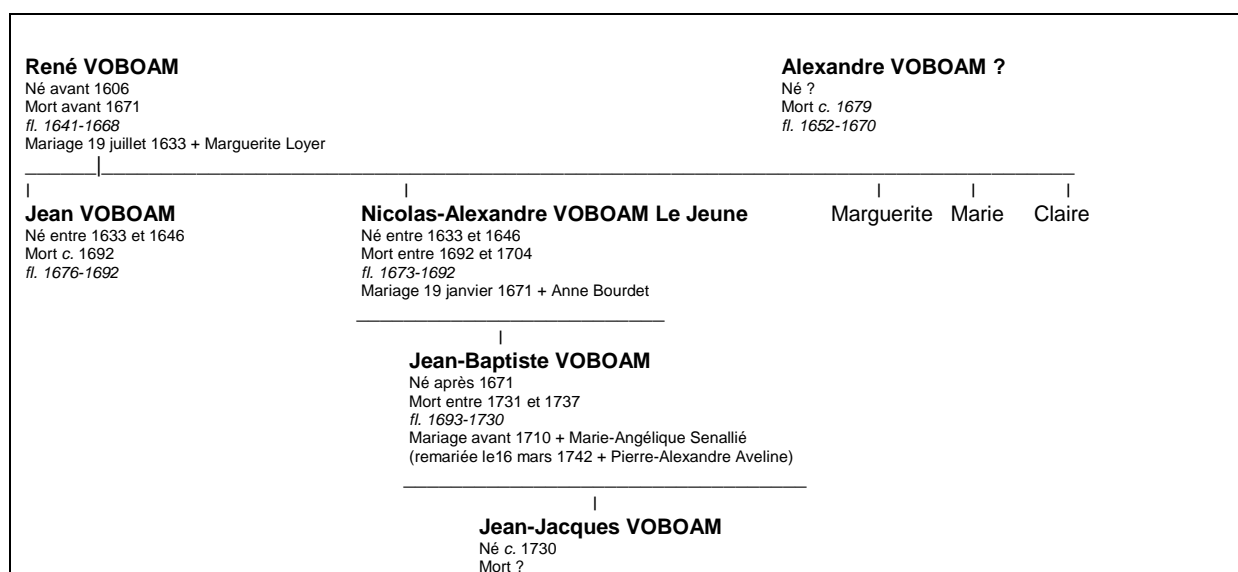 René VOBOAM
Né avant 1606
Mort avant 1671
fl. 1641-1668
Mariage 19 juillet 1633 + Marguerite Loyer
Alexandre VOBOAM ?
Né ?
Mort c. 1679
fl. 1652-1670
Jean VOBOAM
Né entre 1633 et 1646
Mort c. 1692
fl. 1676-1692
Nicolas-Alexandre VOBOAM Le Jeune
Né entre 1633 et 1646
Mort entre 1692 et 1704
fl. 1673-1692
Mariage 19 janvier 1671 + Anne Bourdet
Marguerite Marie Claire
Jean-Baptiste VOBOAM
Né après 1671
Mort entre 1731 et 1737
fl. 1693-1730
Mariage avant 1710 + Marie-Angélique Senallié
(remariée le16 mars 1742 + Pierre-Alexandre Aveline)
Jean-Jacques VOBOAM
Né c. 1730
Mort ?